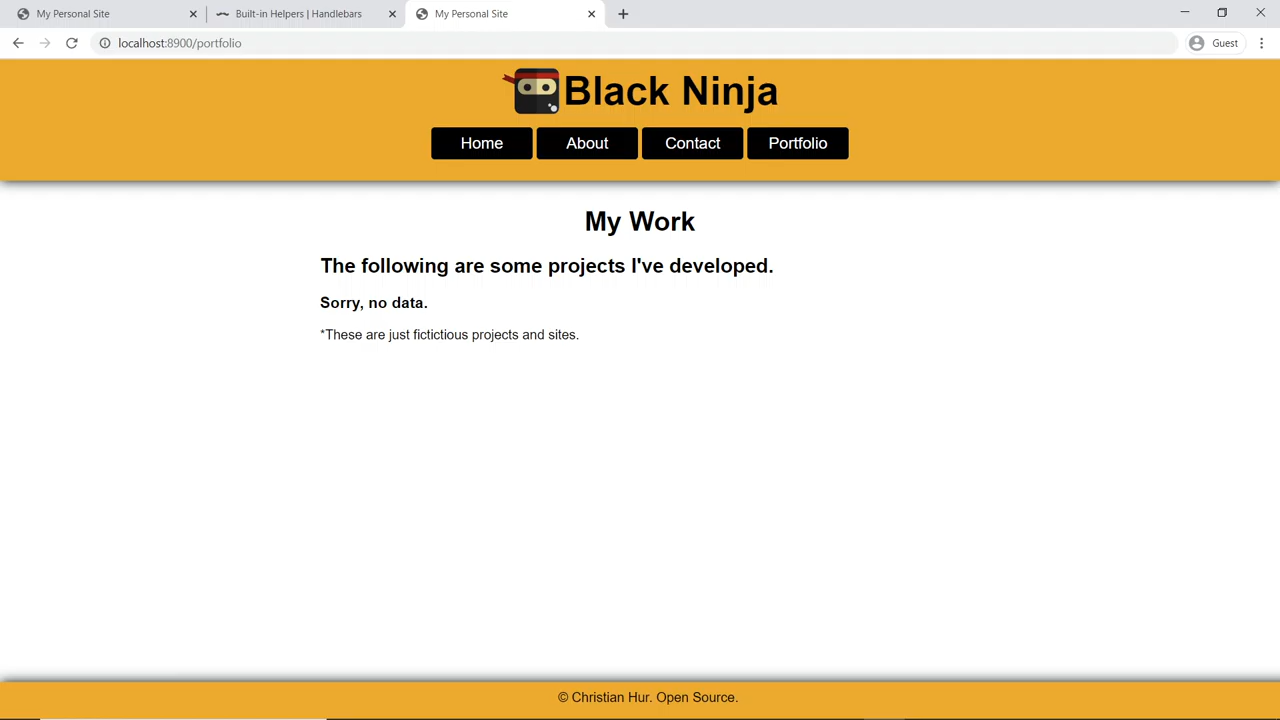 My Personal Site
Built-in Helpers | Handlebars
My Personal Site
localhost:8900/portfolio
Guest
Black Ninja
Home
About
Contact
Portfolio
My Work
The following are some projects I've developed.
Sorry, no data.
*These are just fictictious projects and sites.
© Christian Hur. Open Source.